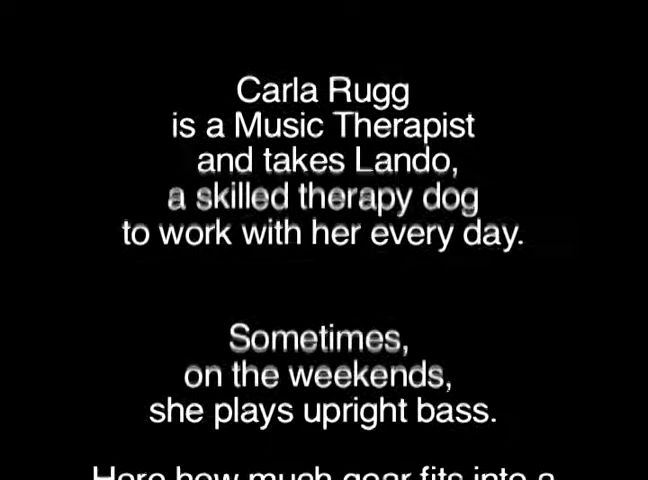 Carla Rugg
is a Music Therapist
and takes Lando,
a skilled therapy dog
to work with her every day.
Sometimes,
on the weekends,
she plays upright bass.
Here how much gear fits into a